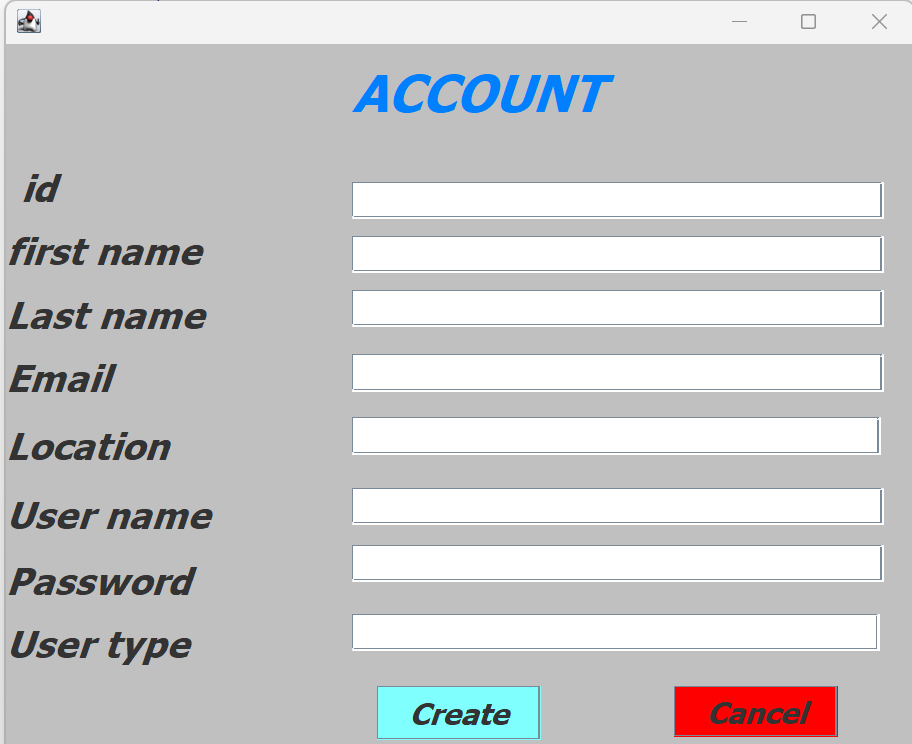 ACCOUNT
id
first name
Last name
Email
Location
User name
Password
User type
Create Cancel